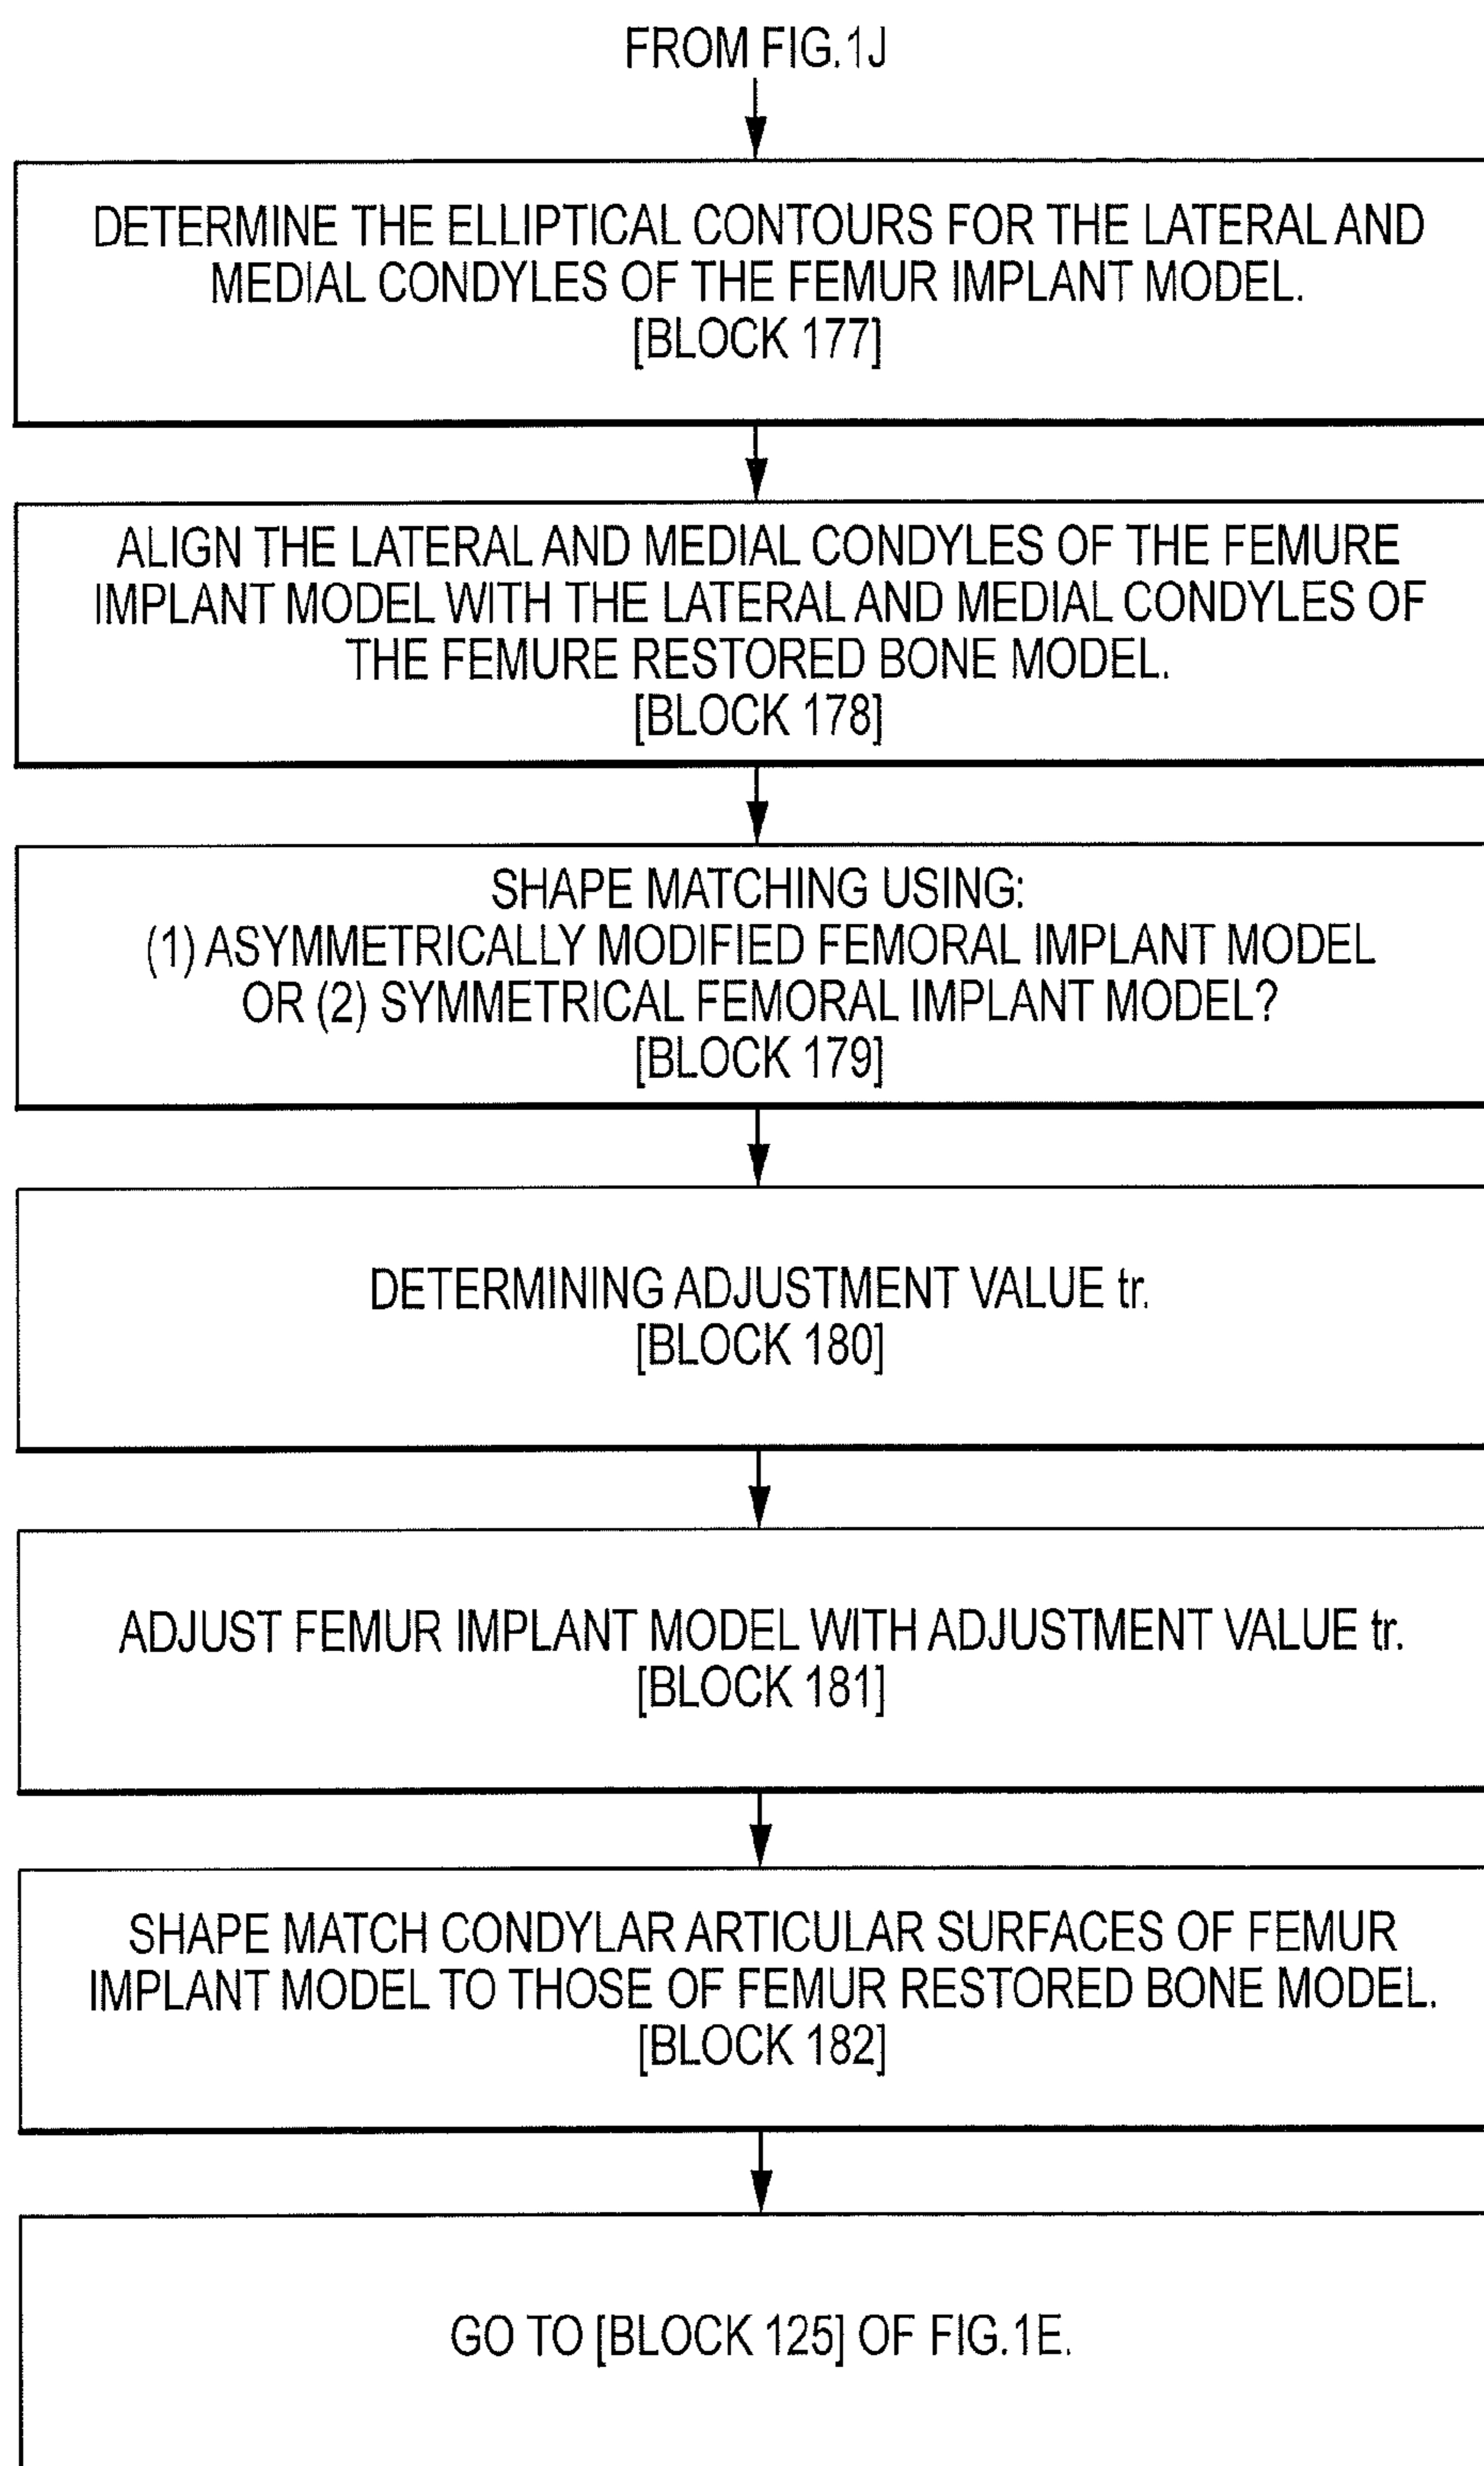 FROM FIG.1J
DETERMINE THE ELLIPTICAL CONTOURS FOR THE LATERAL AND
MEDIAL CONDYLES OF THE FEMUR IMPLANT MODEL.
[BLOCK 177]
ALIGN THE LATERAL AND MEDIAL CONDYLES OF THE FEMURE
IMPLANT MODEL WITH THE LATERAL AND MEDIAL CONDYLES OF
THE FEMURE RESTORED BONE MODEL.
[BLOCK 178]
SHAPE MATCHING USING:
(1) ASYMMETRICALLY MODIFIED FEMORAL IMPLANT MODEL
OR (2) SYMMETRICAL FEMORAL IMPLANT MODEL?
[BLOCK 179]
DETERMINING ADJUSTMENT VALUE tr.
[BLOCK 180]
ADJUST FEMUR IMPLANT MODEL WITH ADJUSTMENT VALUE tr.
[BLOCK 181]
SHAPE MATCH CONDYLAR ARTICULAR SURFACES OF FEMUR
IMPLANT MODEL TO THOSE OF FEMUR RESTORED BONE MODEL.
[BLOCK 182]
GO TO [BLOCK 125] OF FIG.1E.